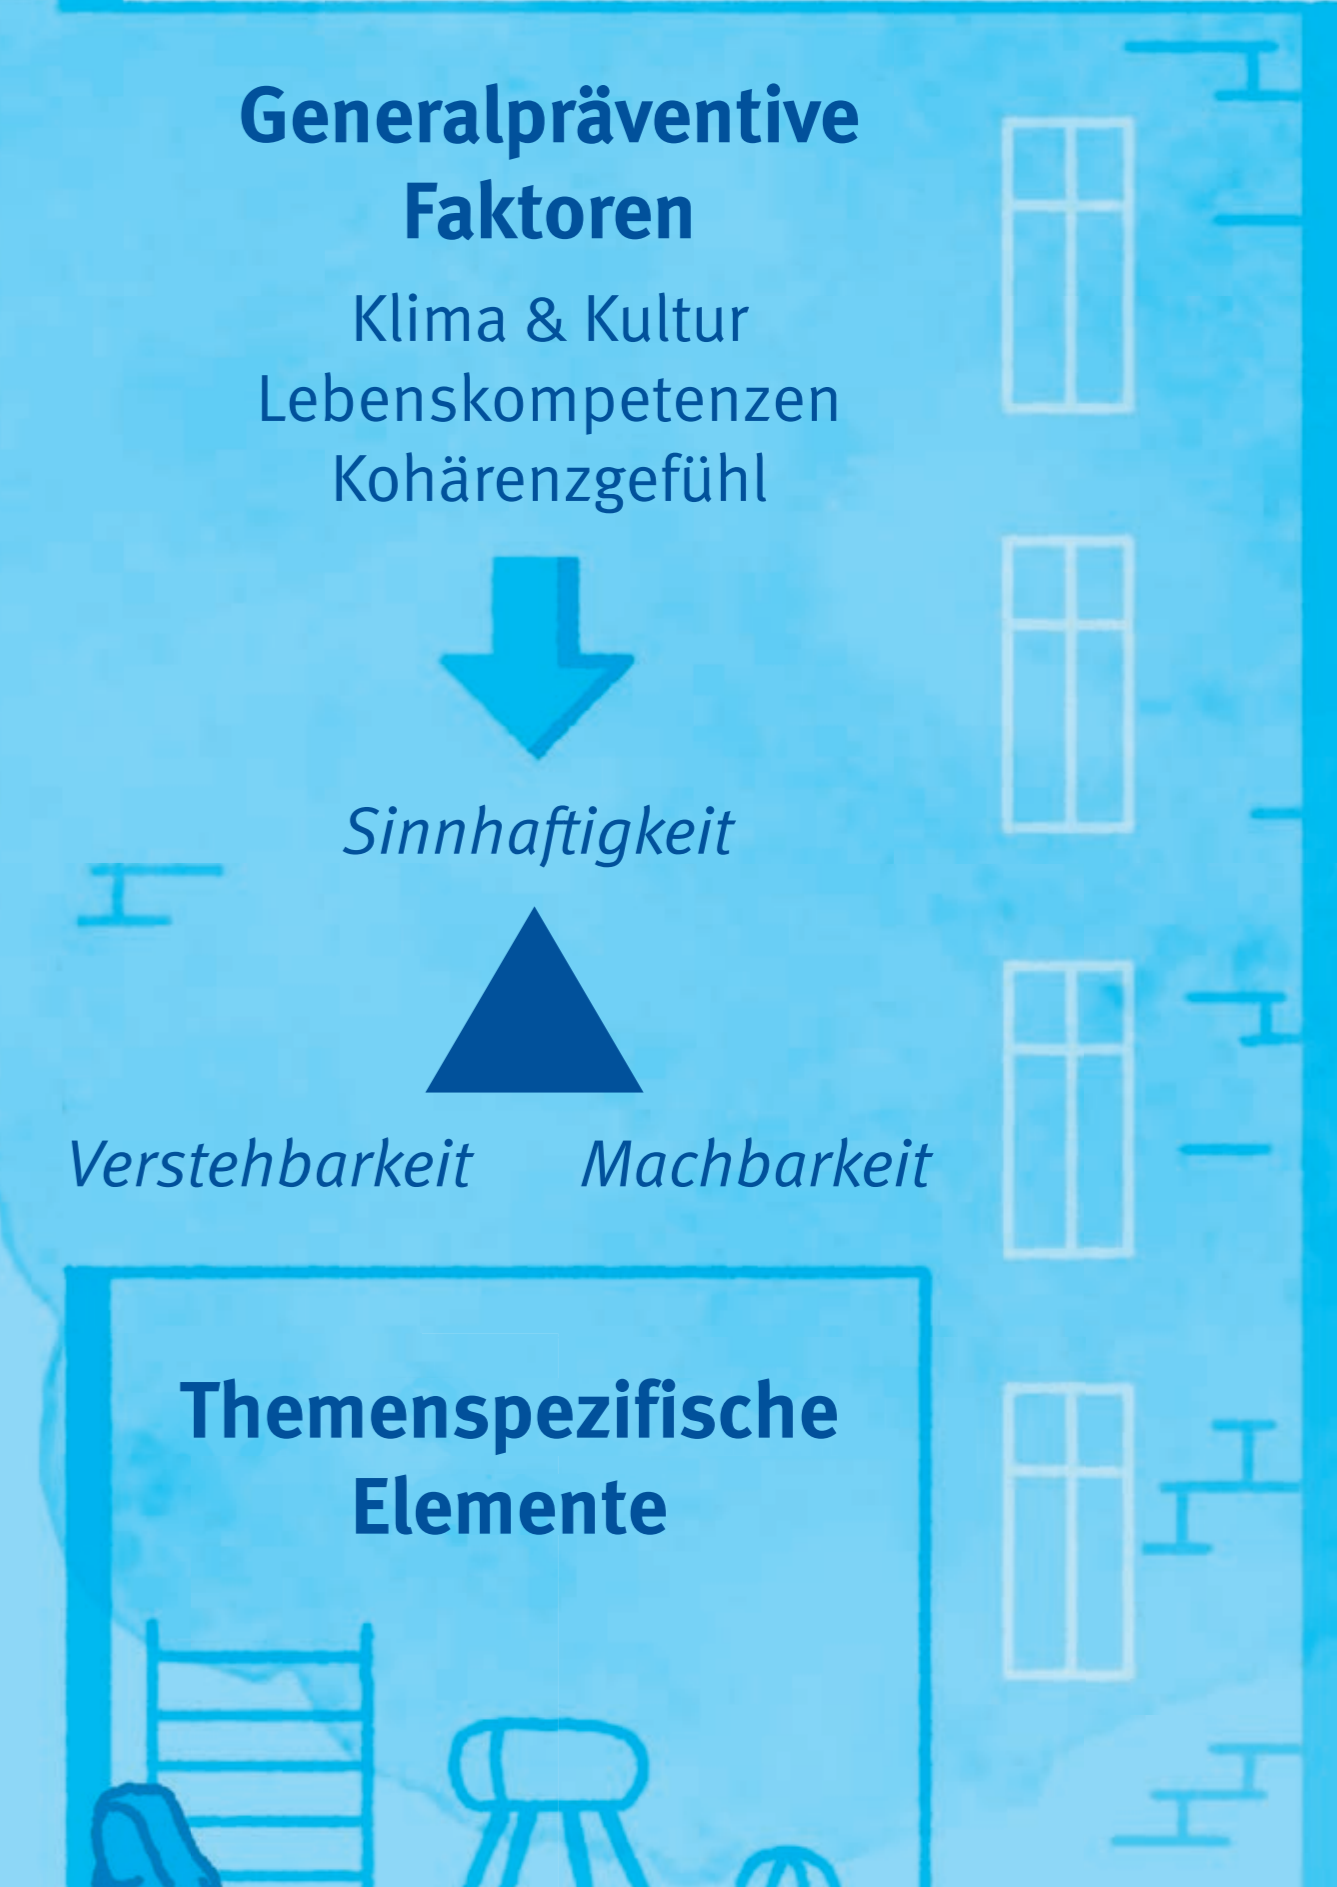 Generalpräventive
Faktoren
Klima & Kultur
Lebenskompetenzen
Kohärenzgefühl
Sinnhaftigkeit
Verstehbarkeit Machbarkeit
Themenspezifische
Elemente